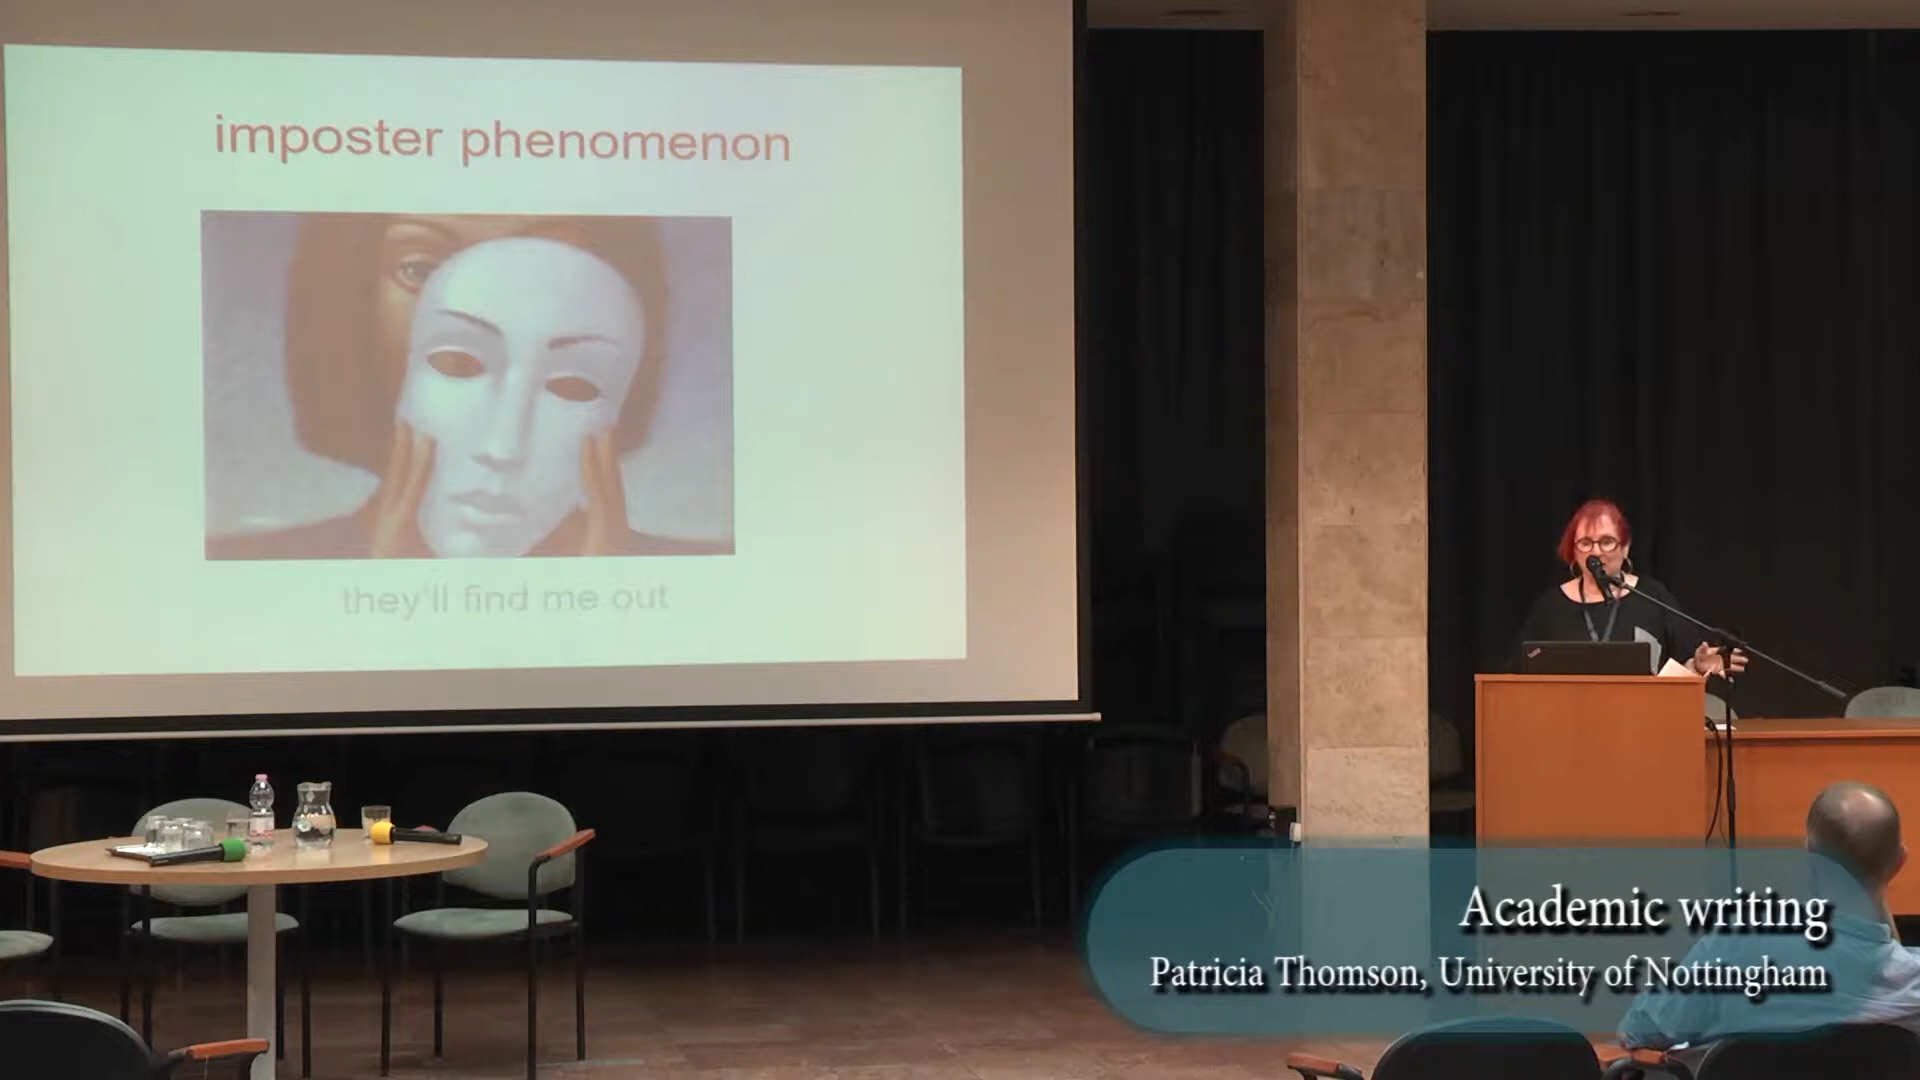 imposter phenomenon
they'll find me out
Academic writing
Patricia Thomson, University of Nottingham